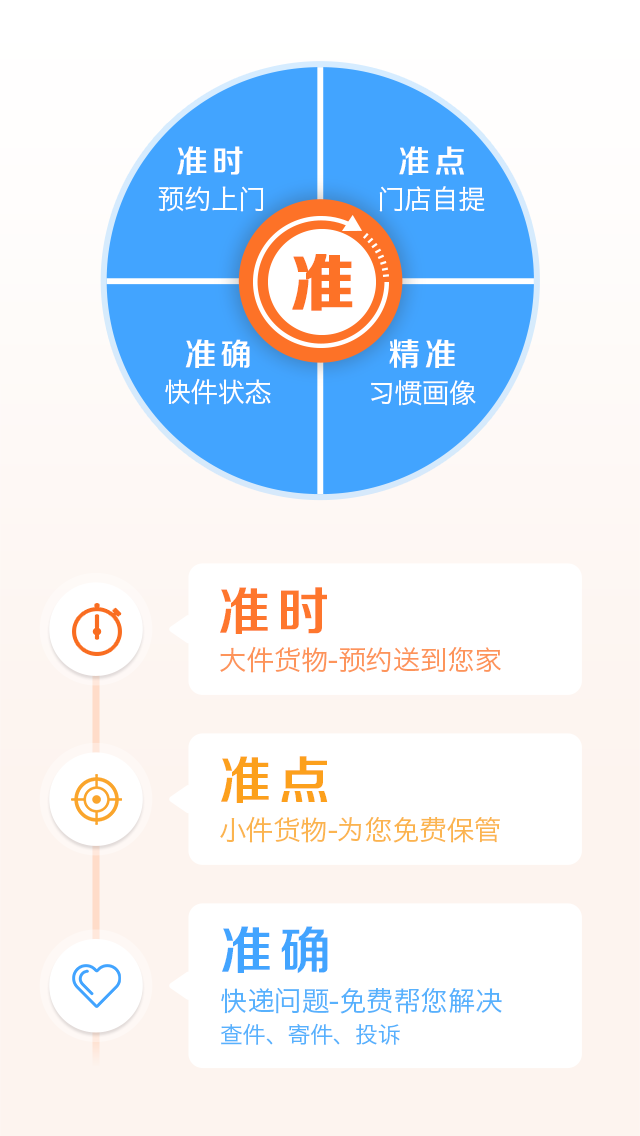 准时
预约上门
准点
门店自提
准
准确
快件状态
精准
习惯画像
准时
大件货物-预约送到您家
准点
小件货物-为您免费保管
准确
快递问题-免费帮您解决
查件、寄件、投诉